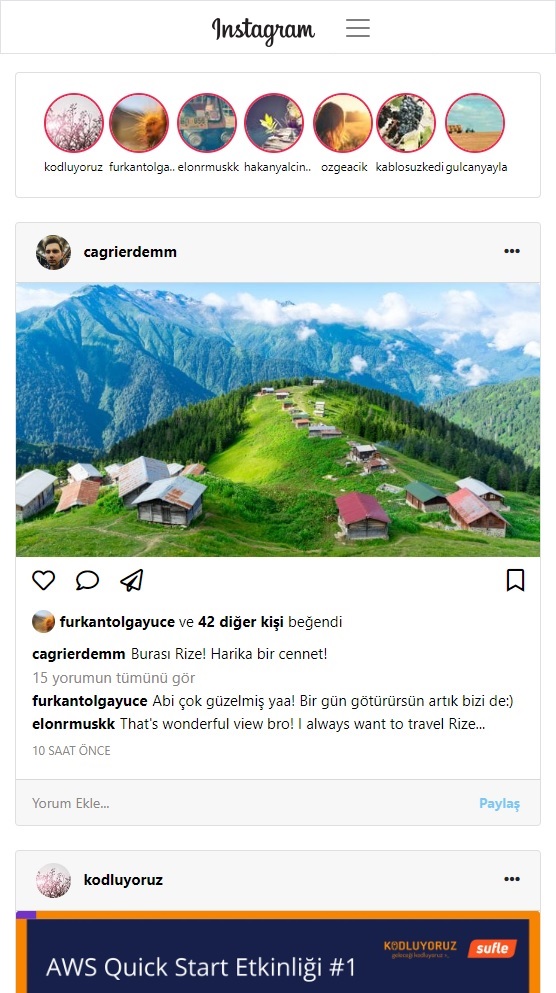 Instagram
kodluyoruz furkantolga.. elonrmuskk hakanyalcin.. ozgeacik kablosuzkedi gulcanyayla
cagrierdemm
furkantolgayuce ve 42 diğer kişi beğendi
cagrierdemm Burası Rize! Harika bir cennet!
15 yorumun tümünü gör
furkantolgayuce Abi çok güzelmiş yaa! Bir gün götürürsün artık bizi de:)
elonrmuskk That's wonderful view bro! I always want to travel Rize...
10 SAAT ÖNCE
Yorum Ekle... Paylaş
kodluyoruz
KODLUYORUZ sufle
geleceği kodluyoruz >_
AWS Quick Start Etkinliği #1